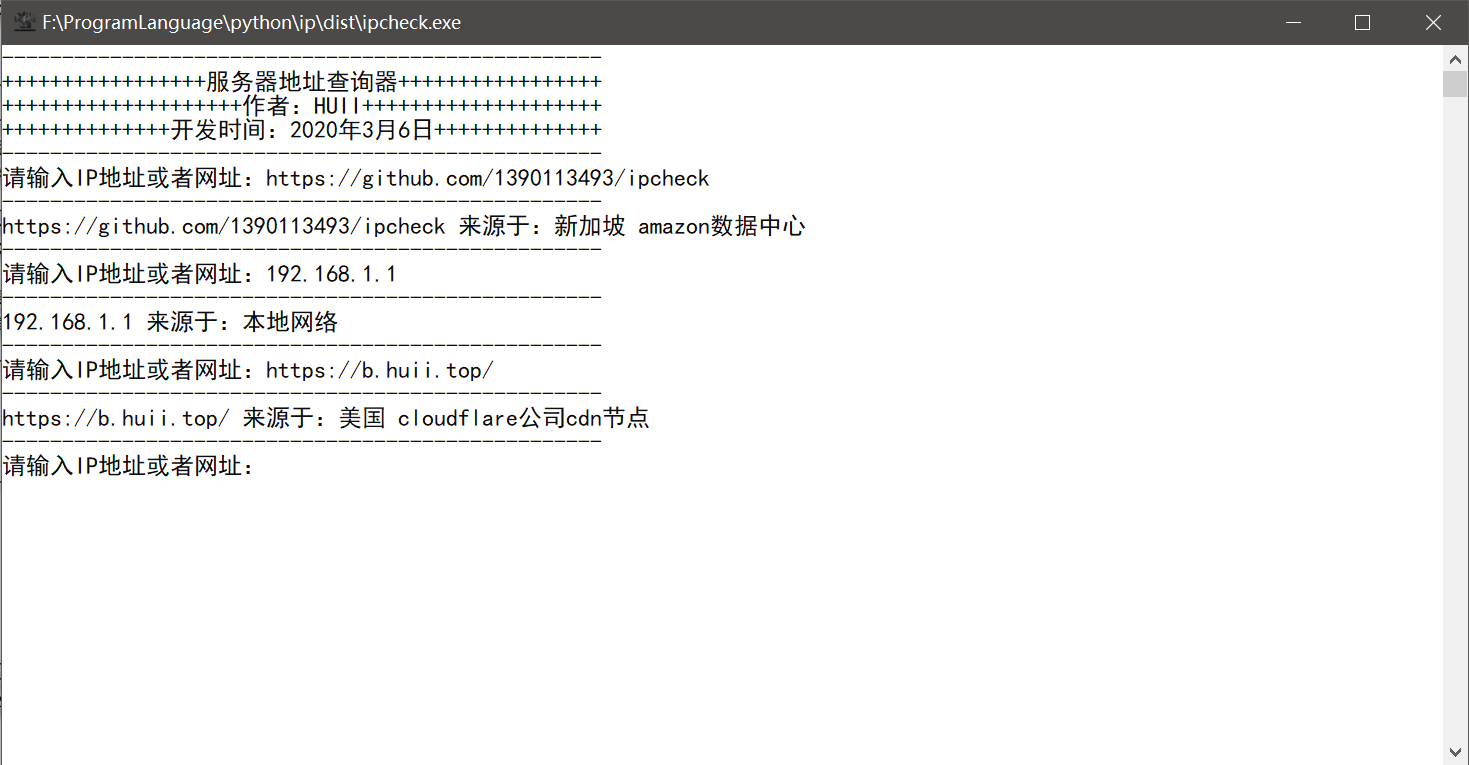 F:\ProgramLanguage\python\ip\dist\ipcheck.exe
--------------------------------------------------
+++++++++++++++++服务器地址查询器+++++++++++++++++
++++++++++++++++++++作者：HUII++++++++++++++++++++
++++++++++++++开发时间：2020年3月6日++++++++++++++
--------------------------------------------------
请输入IP地址或者网址：https://github.com/1390113493/ipcheck
--------------------------------------------------
https://github.com/1390113493/ipcheck 来源于：新加坡 amazon数据中心
--------------------------------------------------
请输入IP地址或者网址：192.168.1.1
--------------------------------------------------
192.168.1.1 来源于：本地网络
--------------------------------------------------
请输入IP地址或者网址：https://b.huii.top/
--------------------------------------------------
https://b.huii.top/ 来源于：美国 cloudflare公司cdn节点
--------------------------------------------------
请输入IP地址或者网址：